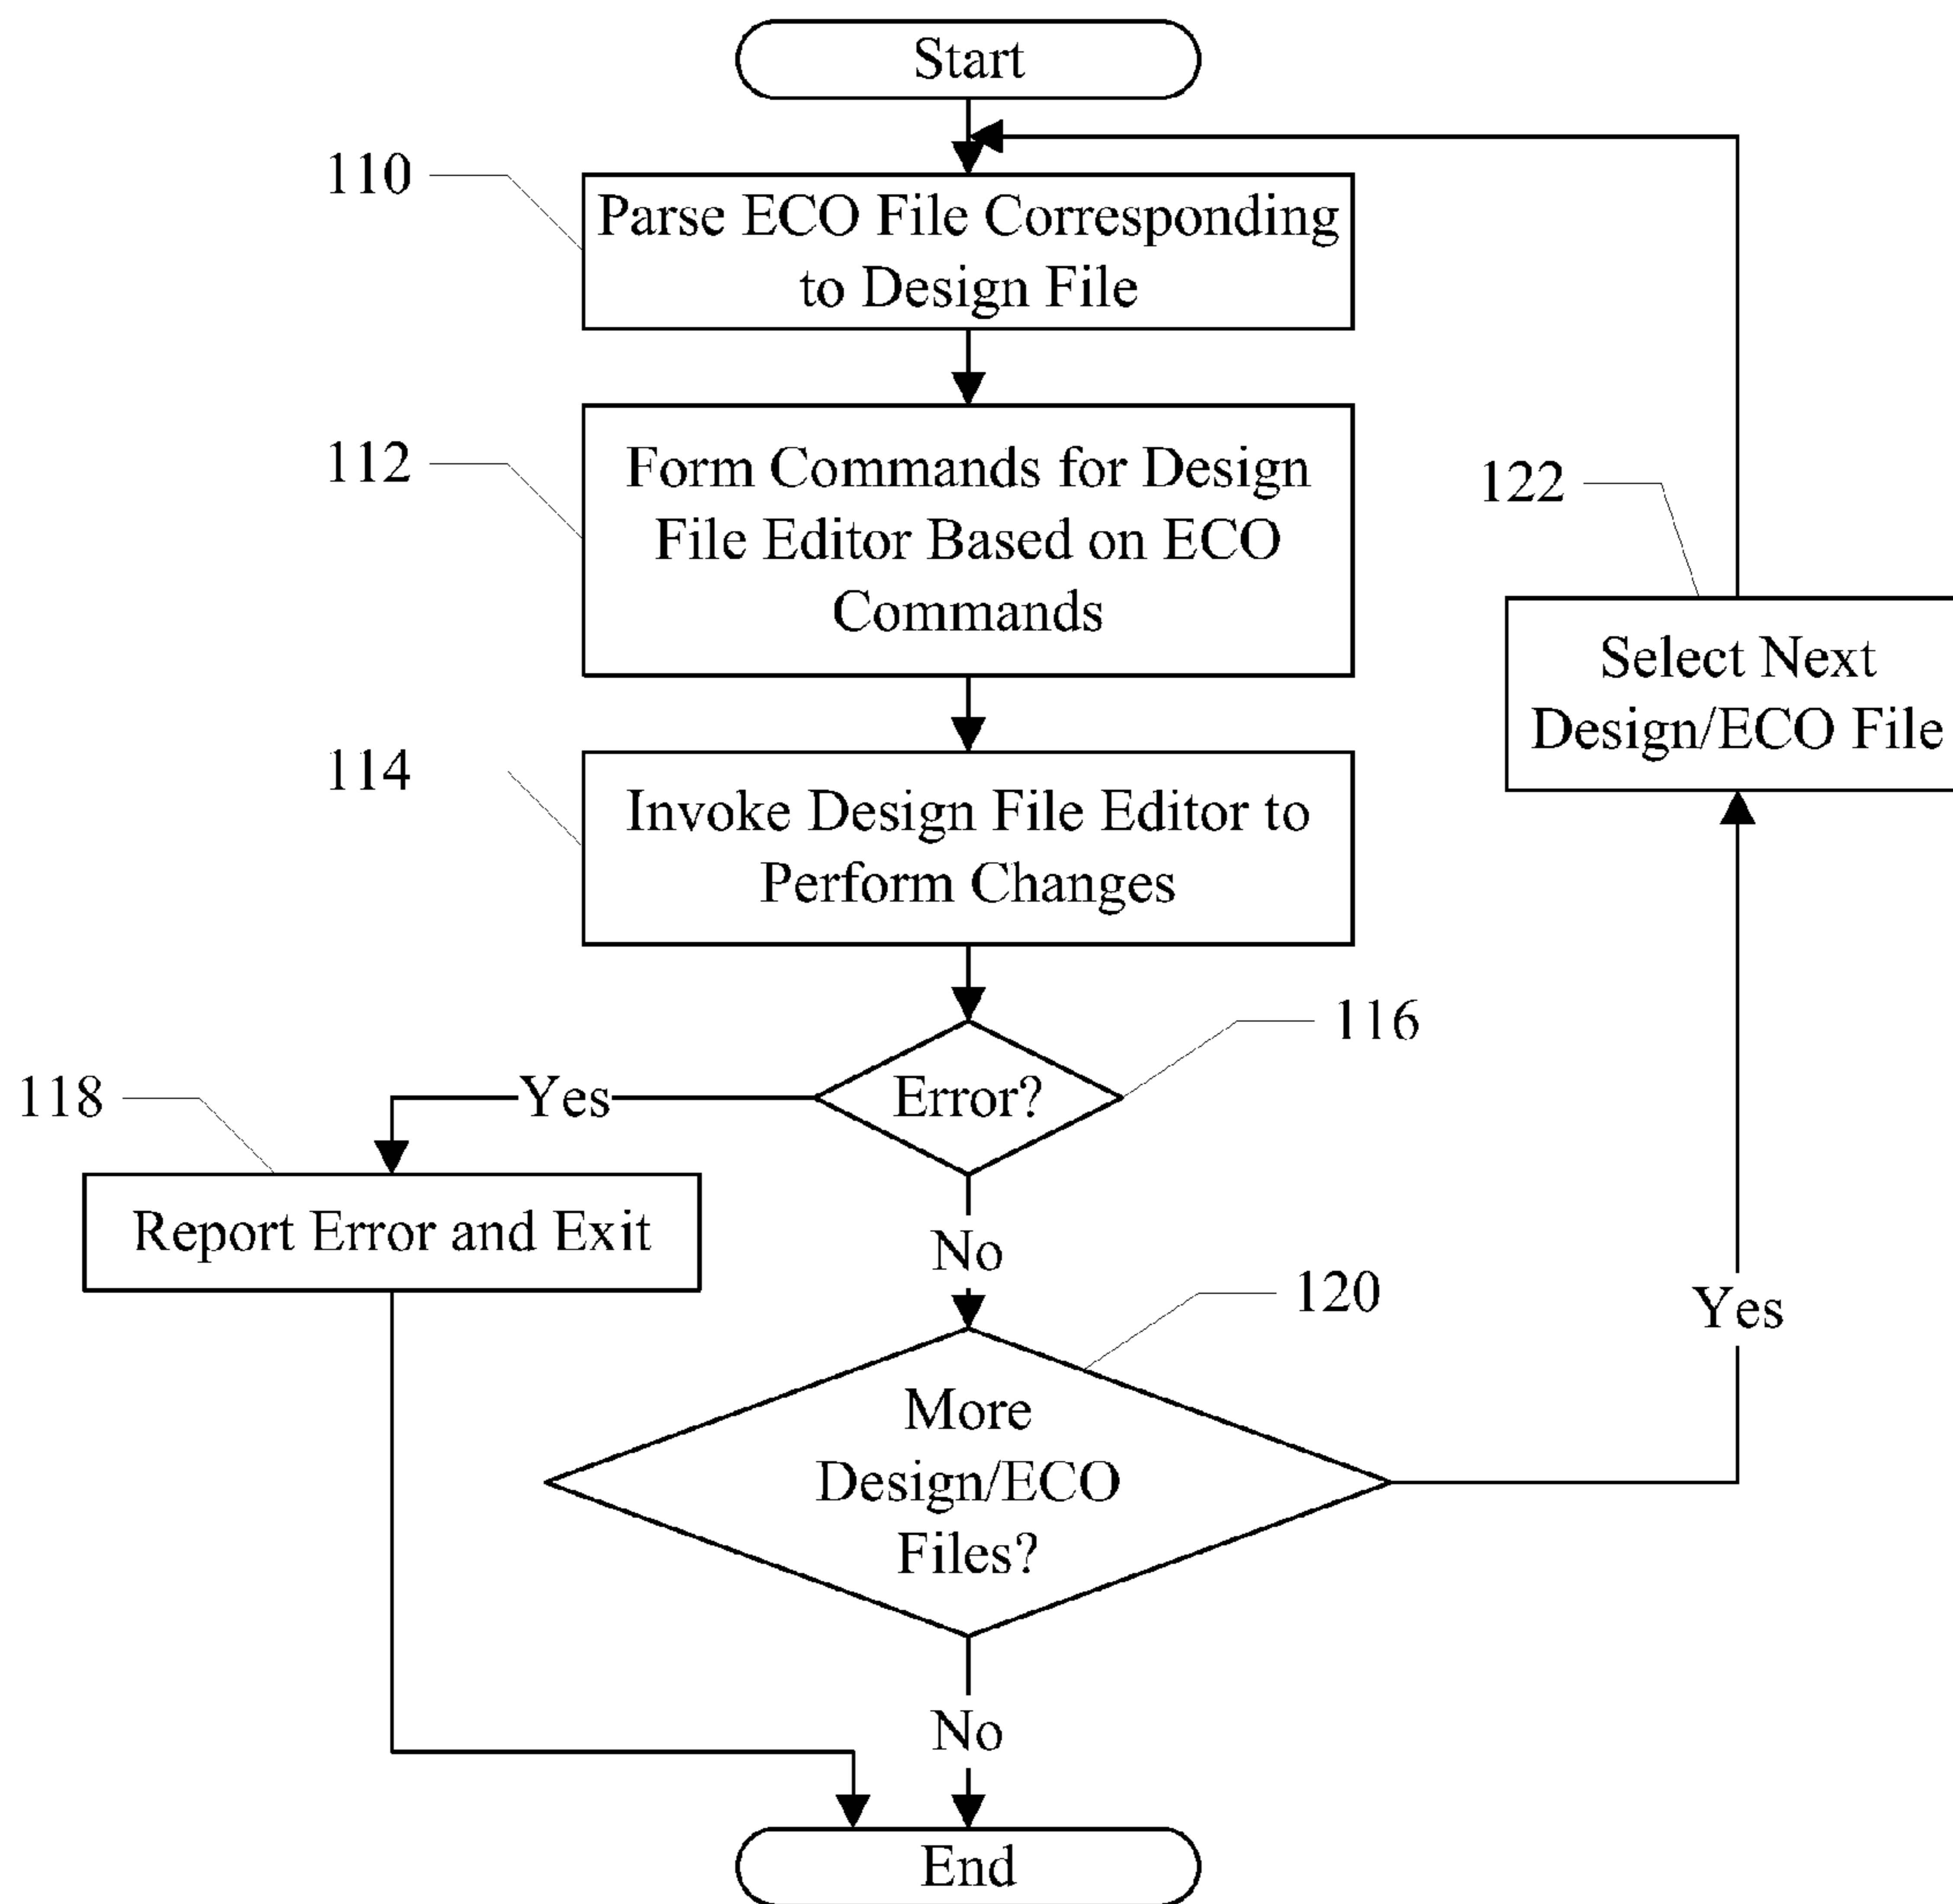 Start
110
Parse ECO File Corresponding
to Design File
112
Form Commands for Design
File Editor Based on ECO
Commands
122
Select Next
Design/ECO File
114
Invoke Design File Editor to
Perform Changes
116
Error?
Yes
118
Report Error and Exit
No
120
More
Design/ECO
Files?
Yes
No
End